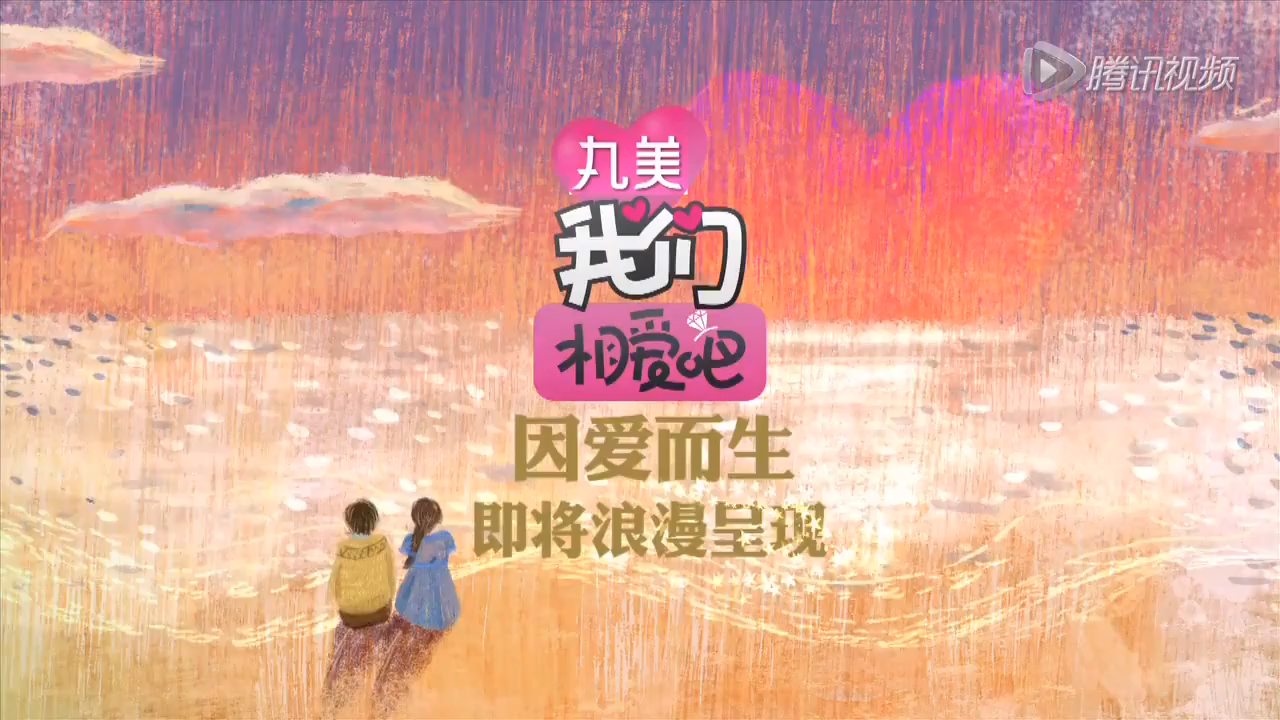 腾讯视频
丸美
我们
相爱吧
因爱而生
即将浪漫呈现